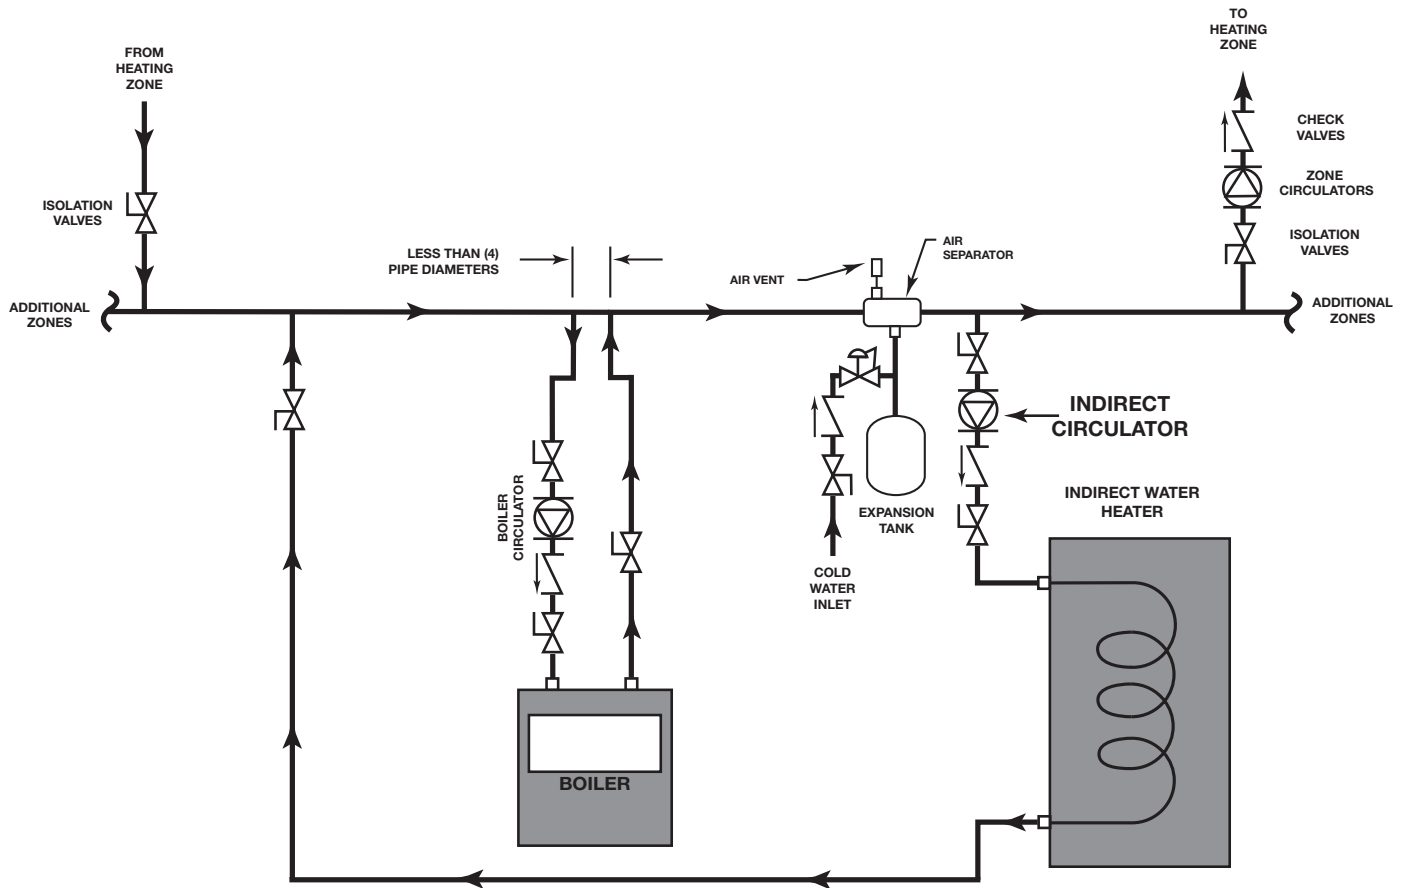 TO
HEATING
ZONE
FROM
HEATING
ZONE
CHECK
VALVES
ZONE
CIRCULATORS
ISOLATION
VALVES
ISOLATION
VALVES
LESS THAN (4)
PIPE DIAMETERS
AIR
SEPARATOR
AIR VENT
ADDITIONAL
ZONES
ADDITIONAL
ZONES
INDIRECT
CIRCULATOR
BOILER
CIRCULATOR
EXPANSION
TANK
INDIRECT WATER
HEATER
COLD
WATER
INLET
BOILER